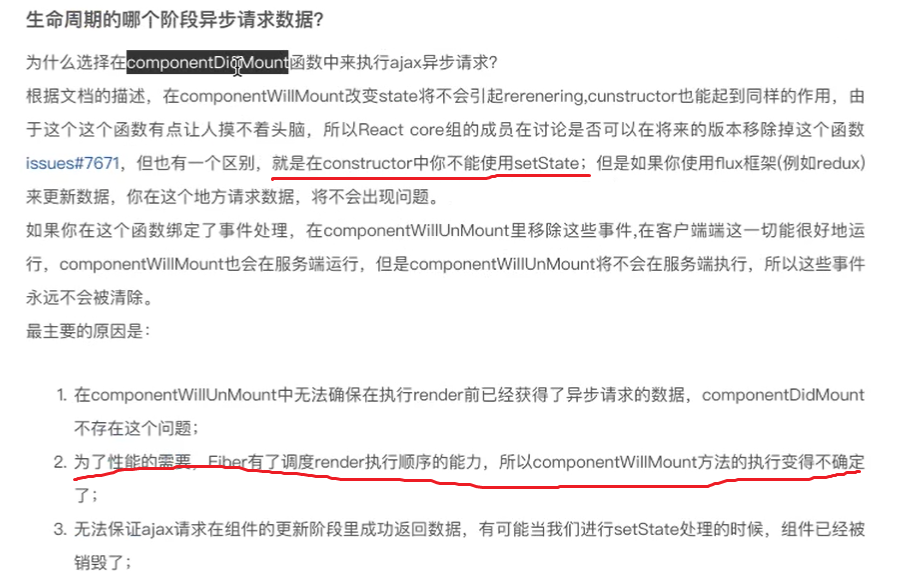 生命周期的哪个阶段异步请求数据?
为什么选择在componentDidMount函数中来执行ajax异步请求?
根据文档的描述，在componentWillMount改变state将不会引起rerenering,cunstructor也能起到同样的作用，由
于这个这个函数有点让人摸不着头脑，所以React core组的成员在讨论是否可以在将来的版本移除掉这个函数
issues#7671，但也有一个区别，就是在constructor中你不能使用setState；但是如果你使用flux框架(例如redux)
来更新数据，你在这个地方请求数据，将不会出现问题。
如果你在这个函数绑定了事件处理，在componentWillUnMount里移除这些事件,在客户端端这一切能很好地运
行，componentWillMount也会在服务端运行，但是componentWillUnMount将不会在服务端执行，所以这些事件
永远不会被清除。
最主要的原因是：
1. 在componentWillUnMount中无法确保在执行render前已经获得了异步请求的数据，componentDidMount
不存在这个问题；
2. 为了性能的需要，Fiber有了调度render执行顺序的能力，所以componentWillMount方法的执行变得不确定
了；
3. 无法保证ajax请求在组件的更新阶段里成功返回数据，有可能当我们进行setState处理的时候，组件已经被
销毁了；